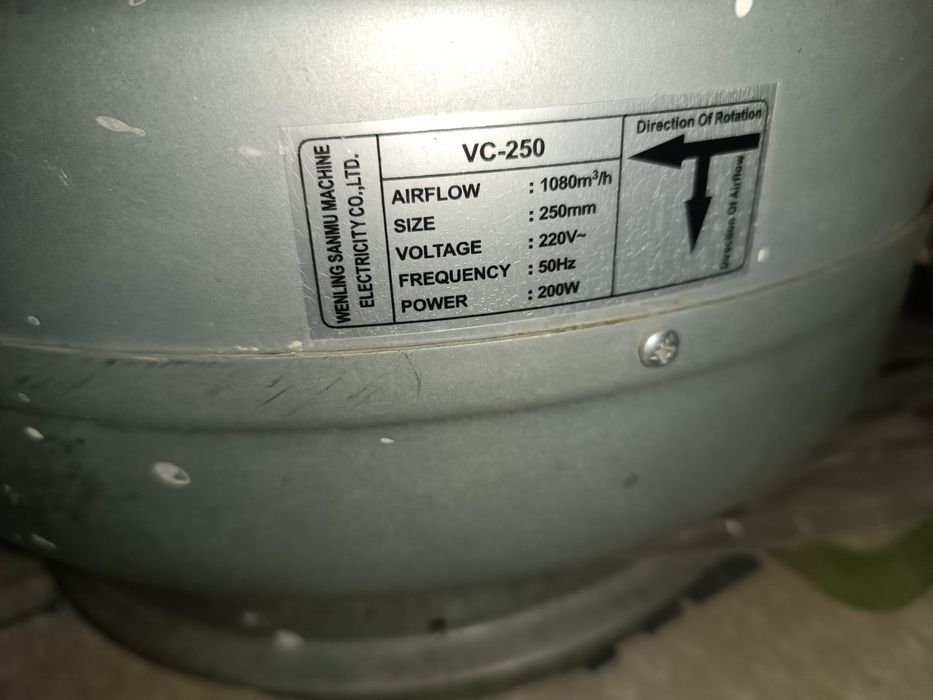 WENLING SANMU MACHINE
ELECTRICITY CO.,LTD.
VC-250
AIRFLOW : 1080m³/h
SIZE : 250mm
VOLTAGE : 220V~
FREQUENCY : 50Hz
POWER : 200W
Direction Of Rotation
Direction Of Airflow